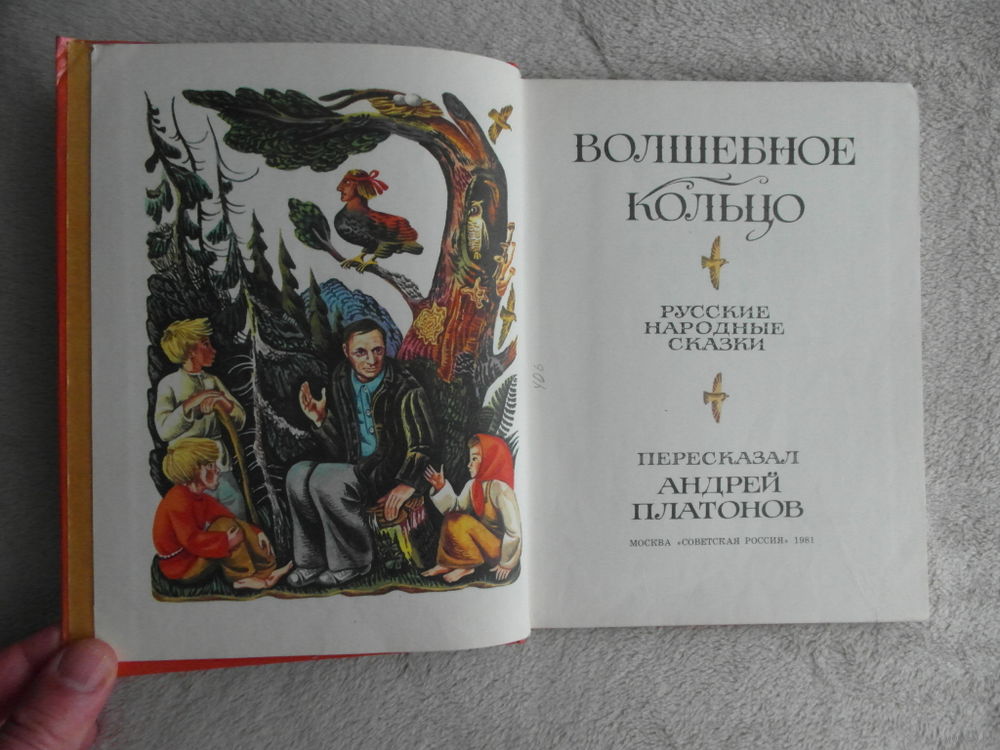 ВОЛШЕБНОЕ
КОЛЬЦО
РУССКИЕ
НАРОДНЫЕ
СКАЗКИ
ПЕРЕСКАЗАЛ
АНДРЕЙ
ПЛАТОНОВ
МОСКВА «СОВЕТСКАЯ РОССИЯ» 1981